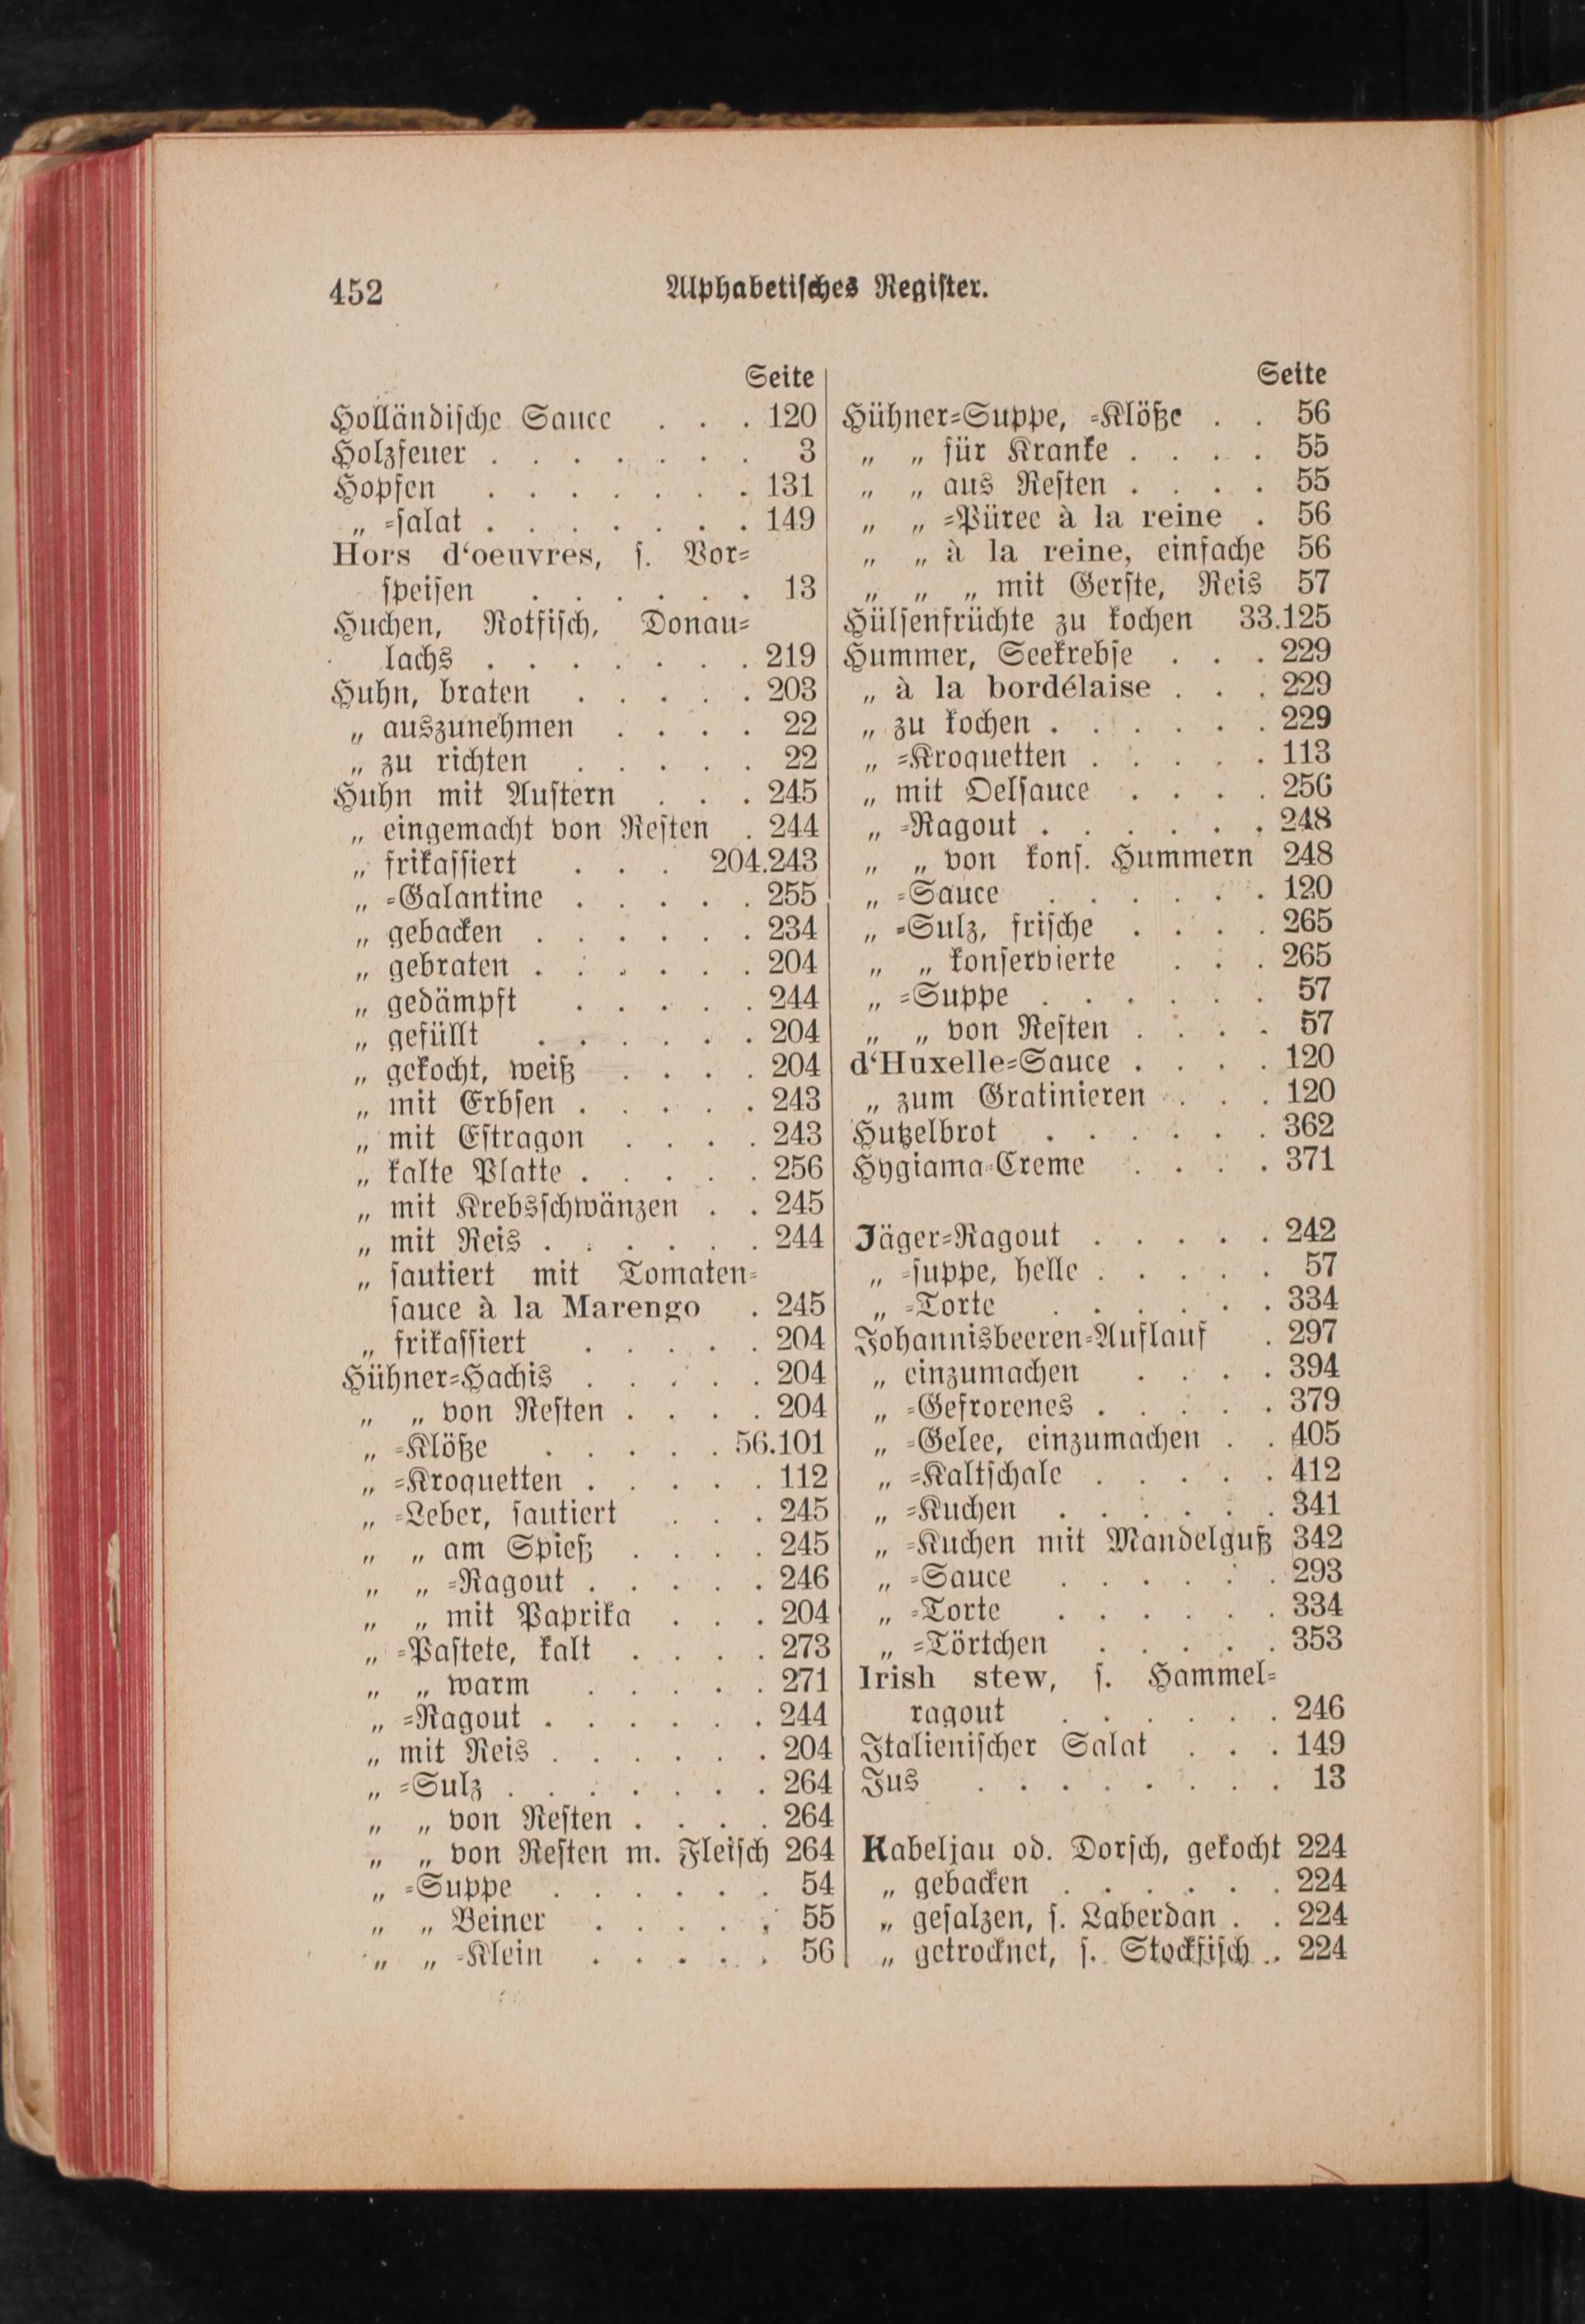 452
Alphabetisches Register.
Seite
Holländische Sauce . . . 120
Holzfeuer . . . . . . . 3
Hopfen . . . . . . . 131
„ =salat . . . . . . . 149
Hors d'oeuvres, s. Vor=
speisen . . . . . . 13
Huchen, Rotfisch, Donau=
lachs . . . . . . . 219
Huhn, braten . . . . . 203
„ auszunehmen . . . . 22
„ zu richten . . . . . 22
Huhn mit Austern . . . 245
„ eingemacht von Resten . 244
„ frikassiert . . . 204.243
„ =Galantine . . . . . 255
„ gebacken . . . . . . 234
„ gebraten . . . . . . 204
„ gedämpft . . . . . 244
„ gefüllt . . . . . . 204
„ gekocht, weiß . . . . 204
„ mit Erbsen . . . . . 243
„ mit Estragon . . . . 243
„ kalte Platte . . . . . 256
„ mit Krebsschwänzen . . 245
„ mit Reis . . . . . . 244
„ sautiert mit Tomaten=
sauce à la Marengo . 245
„ frikassiert . . . . . 204
Hühner=Hachis . . . . . 204
„ „ von Resten . . . . 204
„ =Klöße . . . . . 56.101
„ =Kroquetten . . . . . 112
„ =Leber, sautiert . . . 245
„ „ am Spieß . . . . 245
„ „ =Ragout . . . . . 246
„ „ mit Paprika . . . 204
„ =Pastete, kalt . . . . 273
„ „ warm . . . . . 271
„ =Ragout . . . . . . 244
„ mit Reis . . . . . . 204
„ =Sulz . . . . . . . 264
„ „ von Resten . . . . 264
„ „ von Resten m. Fleisch 264
„ =Suppe . . . . . . 54
„ „ Beiner . . . . . 55
„ „ =Klein . . . . . 56
Seite
Hühner=Suppe, =Klöße . . 56
„ „ für Kranke . . . . 55
„ „ aus Resten . . . . 55
„ „ =Püree à la reine . 56
„ „ à la reine, einfache 56
„ „ „ mit Gerste, Reis 57
Hülsenfrüchte zu kochen 33.125
Hummer, Seekrebse . . . 229
„ à la bordélaise . . . 229
„ zu kochen . . . . . . 229
„ =Kroquetten . . . . . 113
„ mit Oelsauce . . . . 256
„ =Ragout . . . . . . 248
„ „ von kons. Hummern 248
„ =Sauce . . . . . . 120
„ =Sulz, frische . . . . 265
„ „ konservierte . . . 265
„ =Suppe . . . . . . 57
„ „ von Resten . . . . 57
d'Huxelle=Sauce . . . . 120
„ zum Gratinieren . . . 120
Hutzelbrot . . . . . . 362
Hygiama=Creme . . . . 371
Jäger=Ragout . . . . . 242
„ =suppe, helle . . . . . 57
„ =Torte . . . . . . 334
Johannisbeeren=Auflauf . 297
„ einzumachen . . . . 394
„ =Gefrorenes . . . . . 379
„ =Gelee, einzumachen . . 405
„ =Kaltschale . . . . . 412
„ =Kuchen . . . . . . 341
„ =Kuchen mit Mandelguß 342
„ =Sauce . . . . . . 293
„ =Torte . . . . . . 334
„ =Törtchen . . . . . 353
Irish stew, s. Hammel=
ragout . . . . . . 246
Italienischer Salat . . . 149
Jus . . . . . . . . 13
Kabeljau od. Dorsch, gekocht 224
„ gebacken . . . . . . 224
„ gesalzen, s. Laberdan . . 224
„ getrocknet, s. Stockfisch . . 224